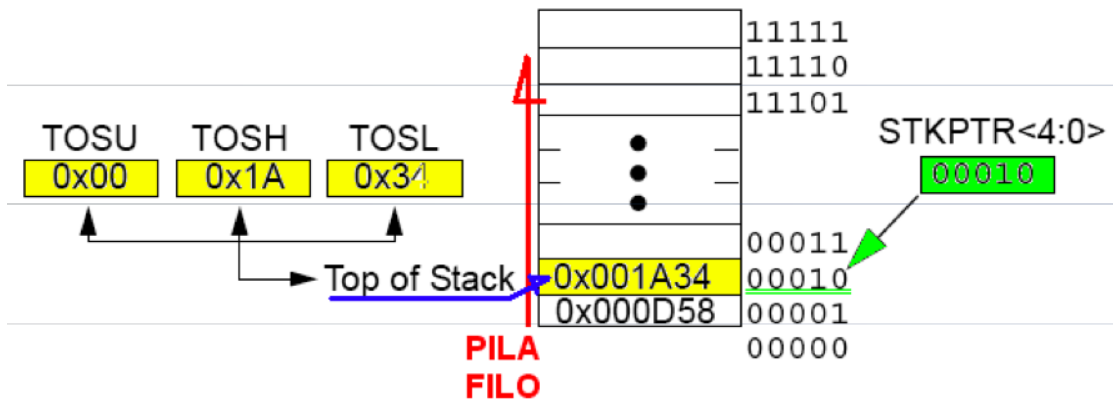 11111
11110
11101
TOSU TOSH TOSL
0x00 0x1A 0x34
STKPTR<4:0>
00010
00011
Top of Stack 0x001A34 00010
0x000D58 00001
00000
PILA
FILO